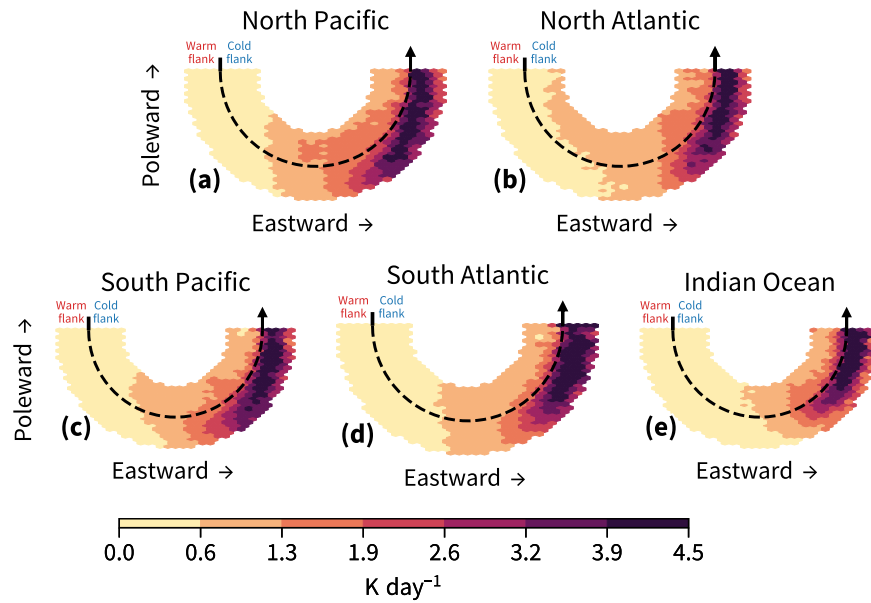 North Pacific
North Atlantic
Warm flank
Cold flank
Warm flank
Cold flank
Poleward →
(a)
(b)
Eastward →
Eastward →
South Pacific
South Atlantic
Indian Ocean
Warm flank
Cold flank
Warm flank
Cold flank
Warm flank
Cold flank
Poleward →
(c)
(d)
(e)
Eastward →
Eastward →
Eastward →
0.0 0.6 1.3 1.9 2.6 3.2 3.9 4.5
K day⁻¹